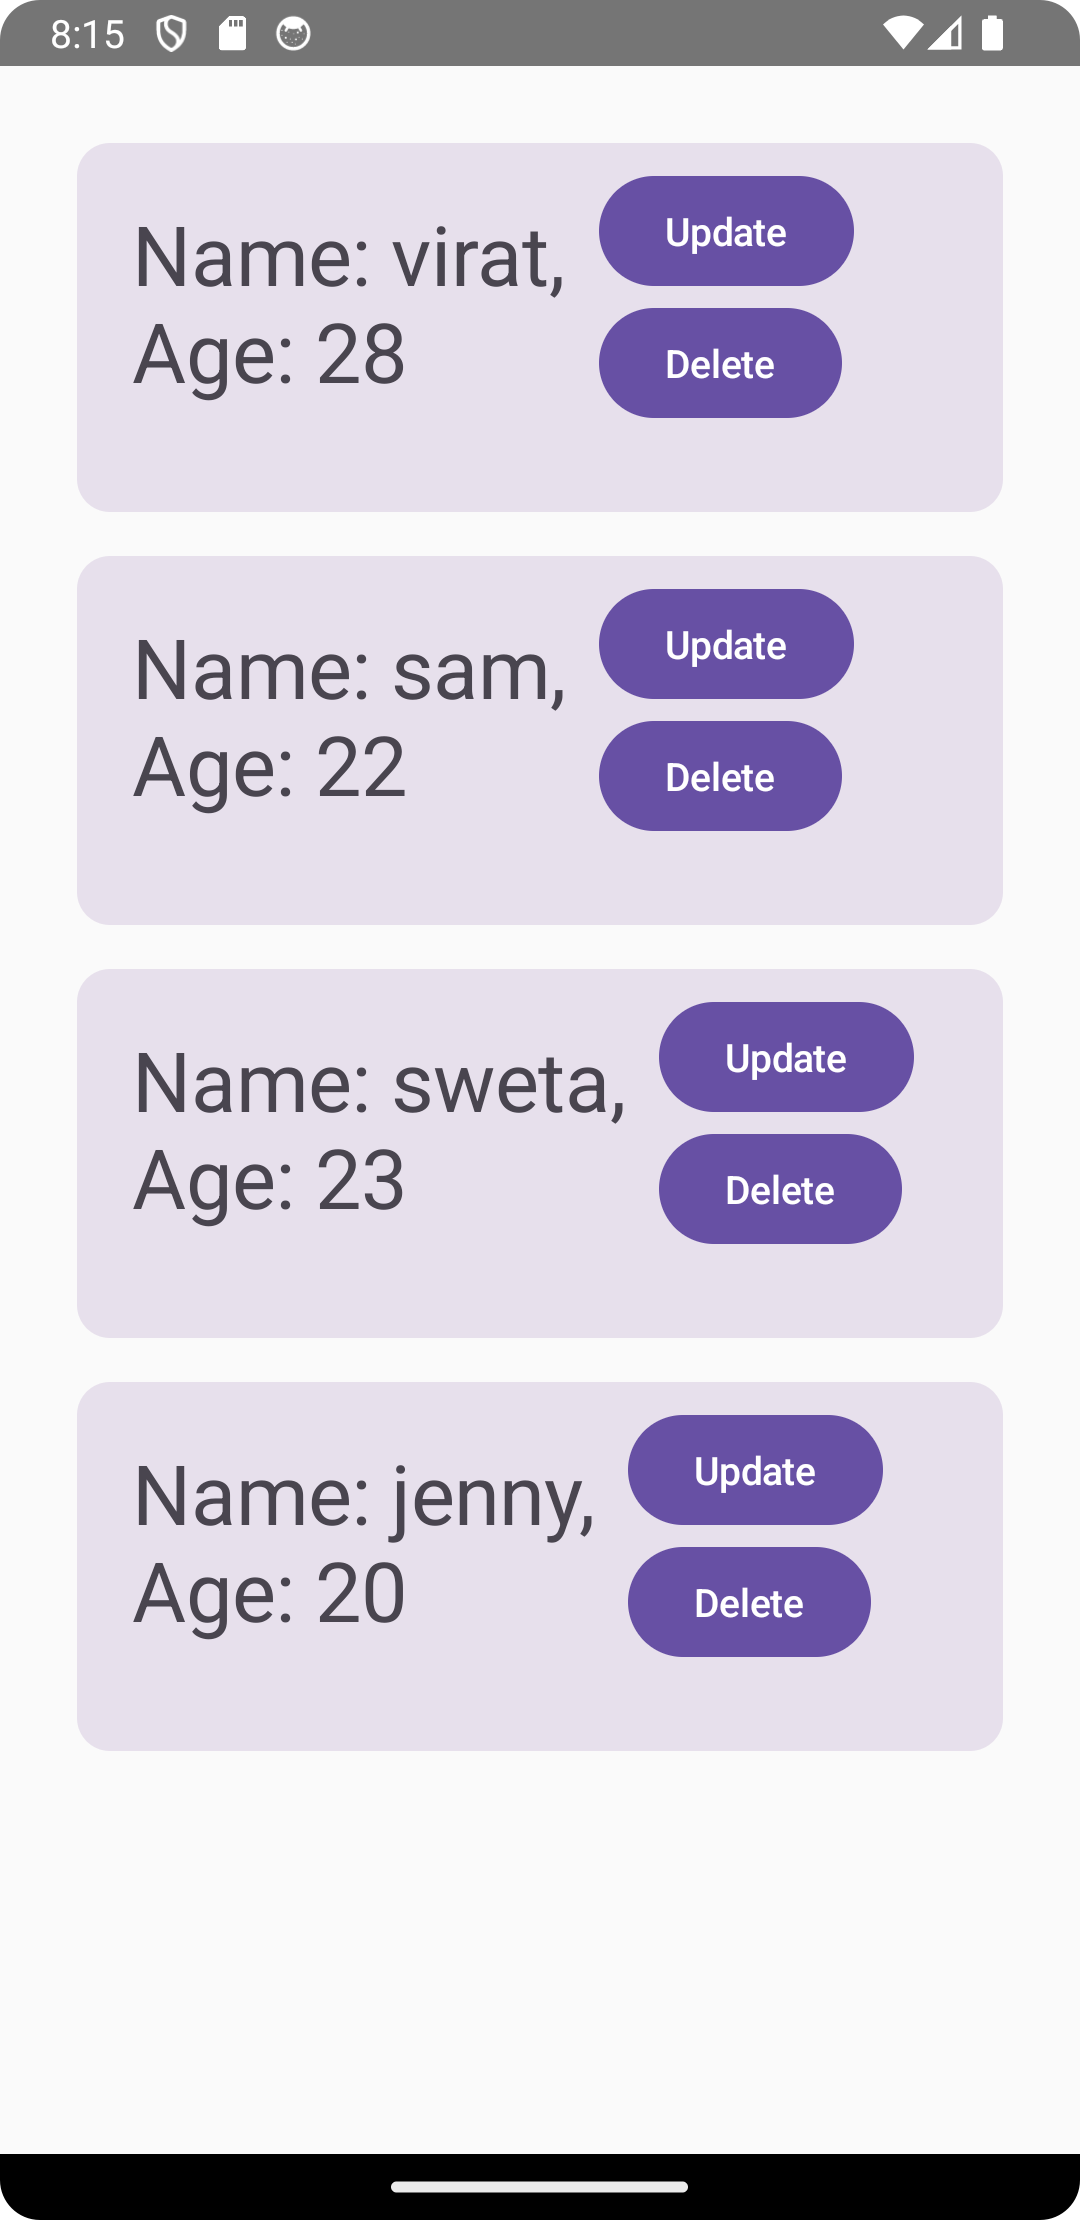 8:15
Name: virat,
Age: 28
Update
Delete
Name: sam,
Age: 22
Update
Delete
Name: sweta,
Age: 23
Update
Delete
Name: jenny,
Age: 20
Update
Delete